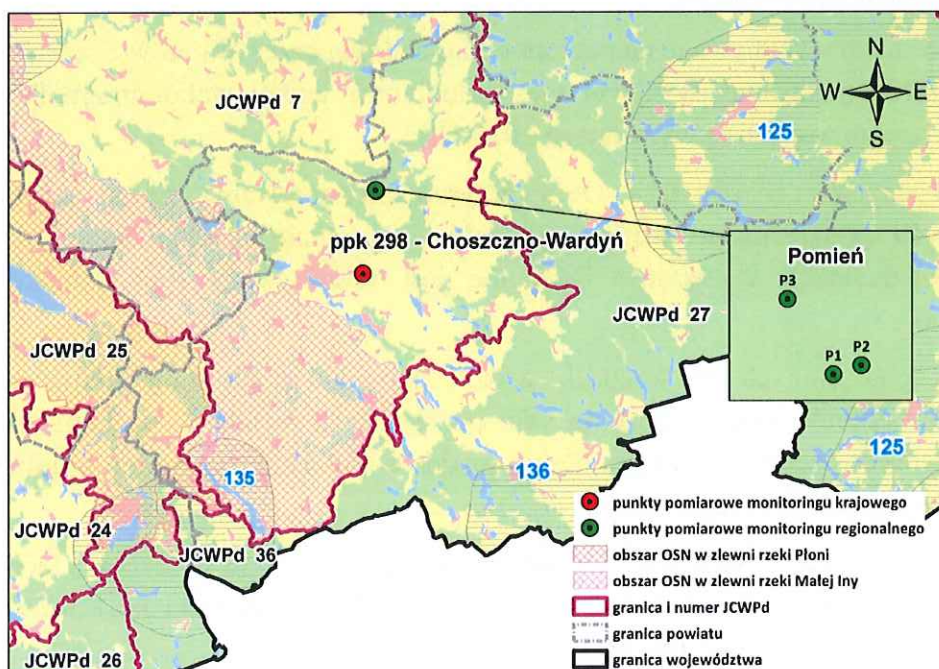 JCWPd 7
N
W E
S
125
ppk 298 - Choszczno-Wardyń
Pomień
P3
P1 P2
JCWPd 27
JCWPd 25
135
136
125
JCWPd 24
JCWPd 36
JCWPd 26
punkty pomiarowe monitoringu krajowego
punkty pomiarowe monitoringu regionalnego
obszar OSN w zlewni rzeki Płoni
obszar OSN w zlewni rzeki Małej Iny
granica i numer JCWPd
granica powiatu
granica województwa